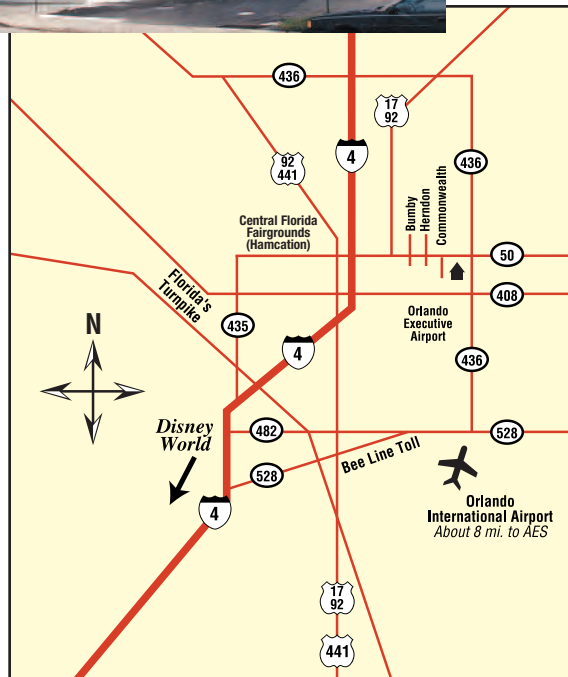 436
17
92
4
92
441
436
Bumby
Herndon
Commonwealth
Central Florida
Fairgrounds
(Hamcation)
50
Florida's
Turnpike
408
435
Orlando
Executive
Airport
N
4
436
Disney
World
482
528
Bee Line Toll
528
4
Orlando
International Airport
About 8 mi. to AES
17
92
441